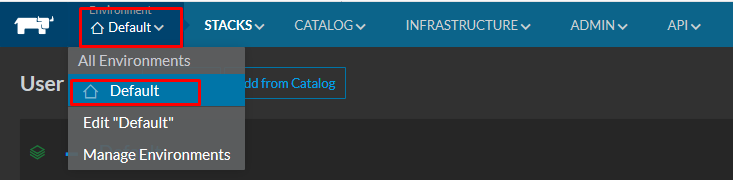 Environment
Default STACKS CATALOG INFRASTRUCTURE ADMIN API
All Environments
User
Default
dd from Catalog
Edit "Default"
Manage Environments